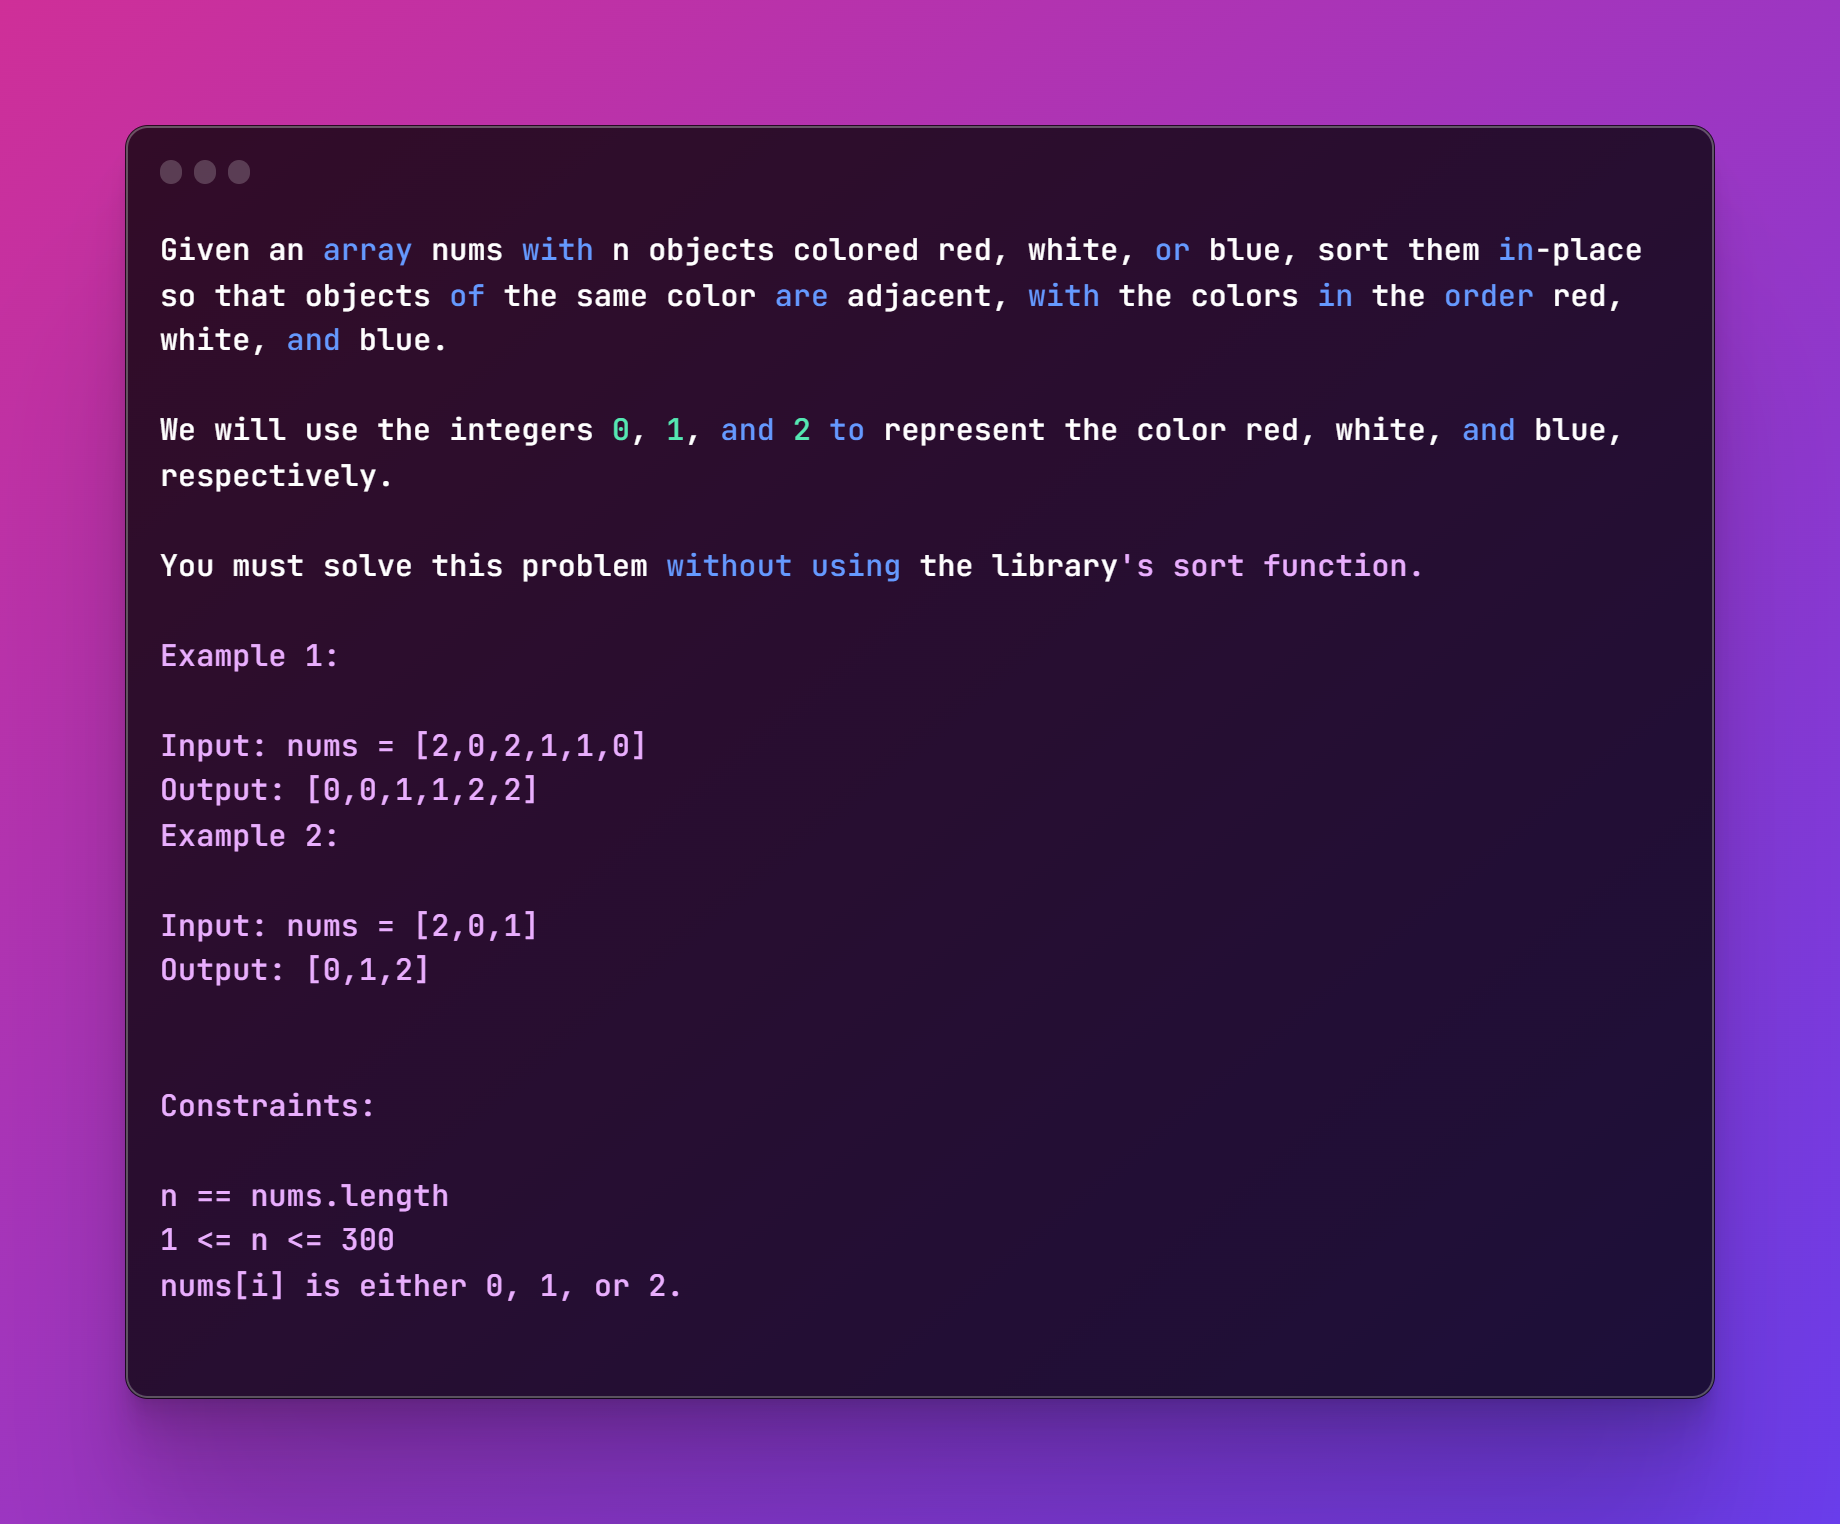 Given an array nums with n objects colored red, white, or blue, sort them in-place
so that objects of the same color are adjacent, with the colors in the order red,
white, and blue.
We will use the integers 0, 1, and 2 to represent the color red, white, and blue,
respectively.
You must solve this problem without using the library's sort function.
Example 1:
Input: nums = [2,0,2,1,1,0]
Output: [0,0,1,1,2,2]
Example 2:
Input: nums = [2,0,1]
Output: [0,1,2]
Constraints:
n == nums.length
1 <= n <= 300
nums[i] is either 0, 1, or 2.